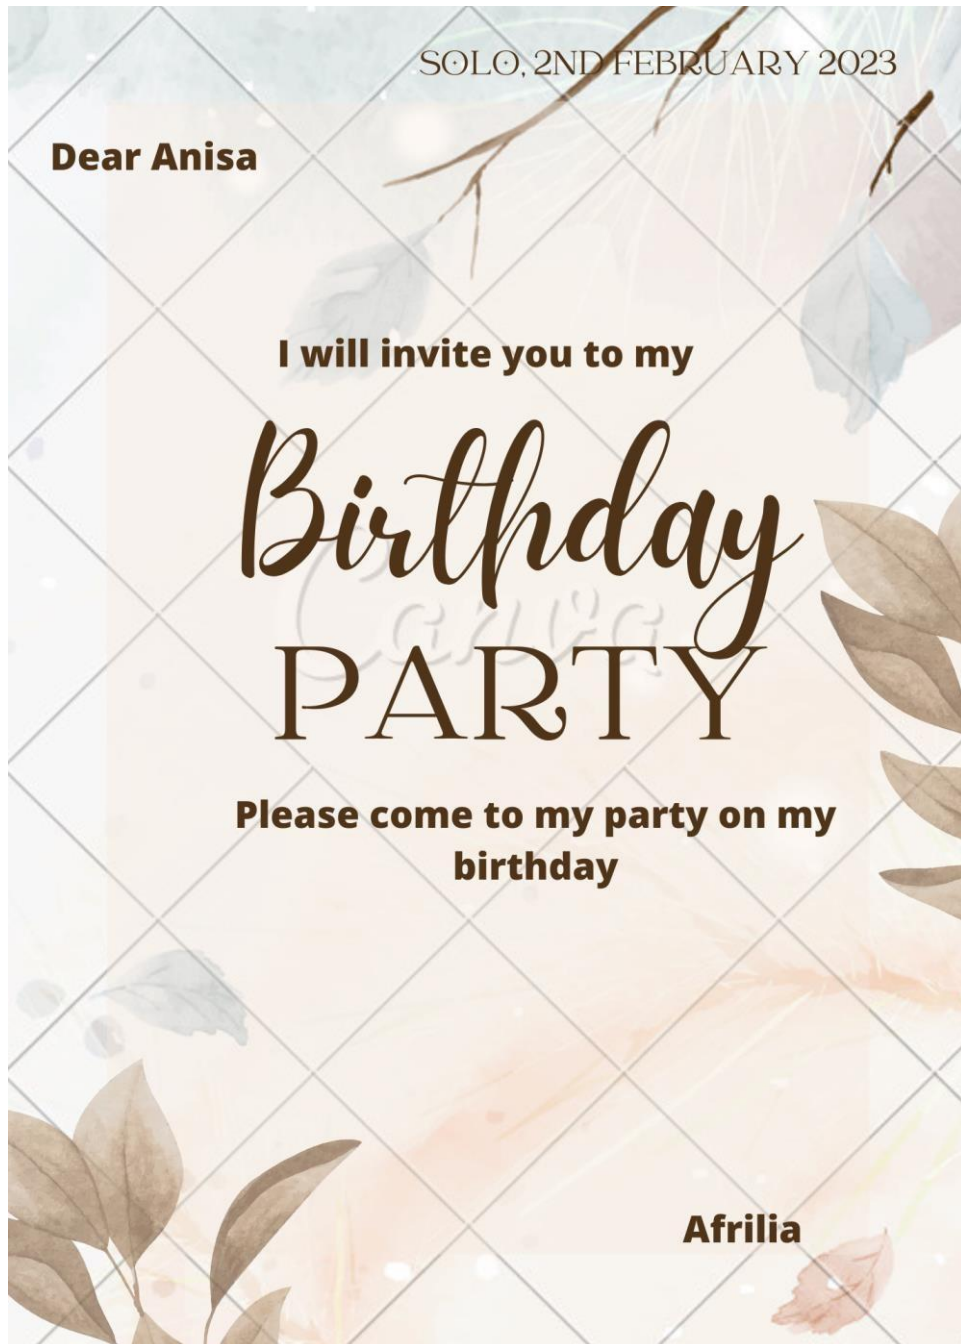 SOLO, 2ND FEBRUARY 2023
Dear Anisa
I will invite you to my
Birthday
Canva
PARTY
Please come to my party on my
birthday
Afrilia